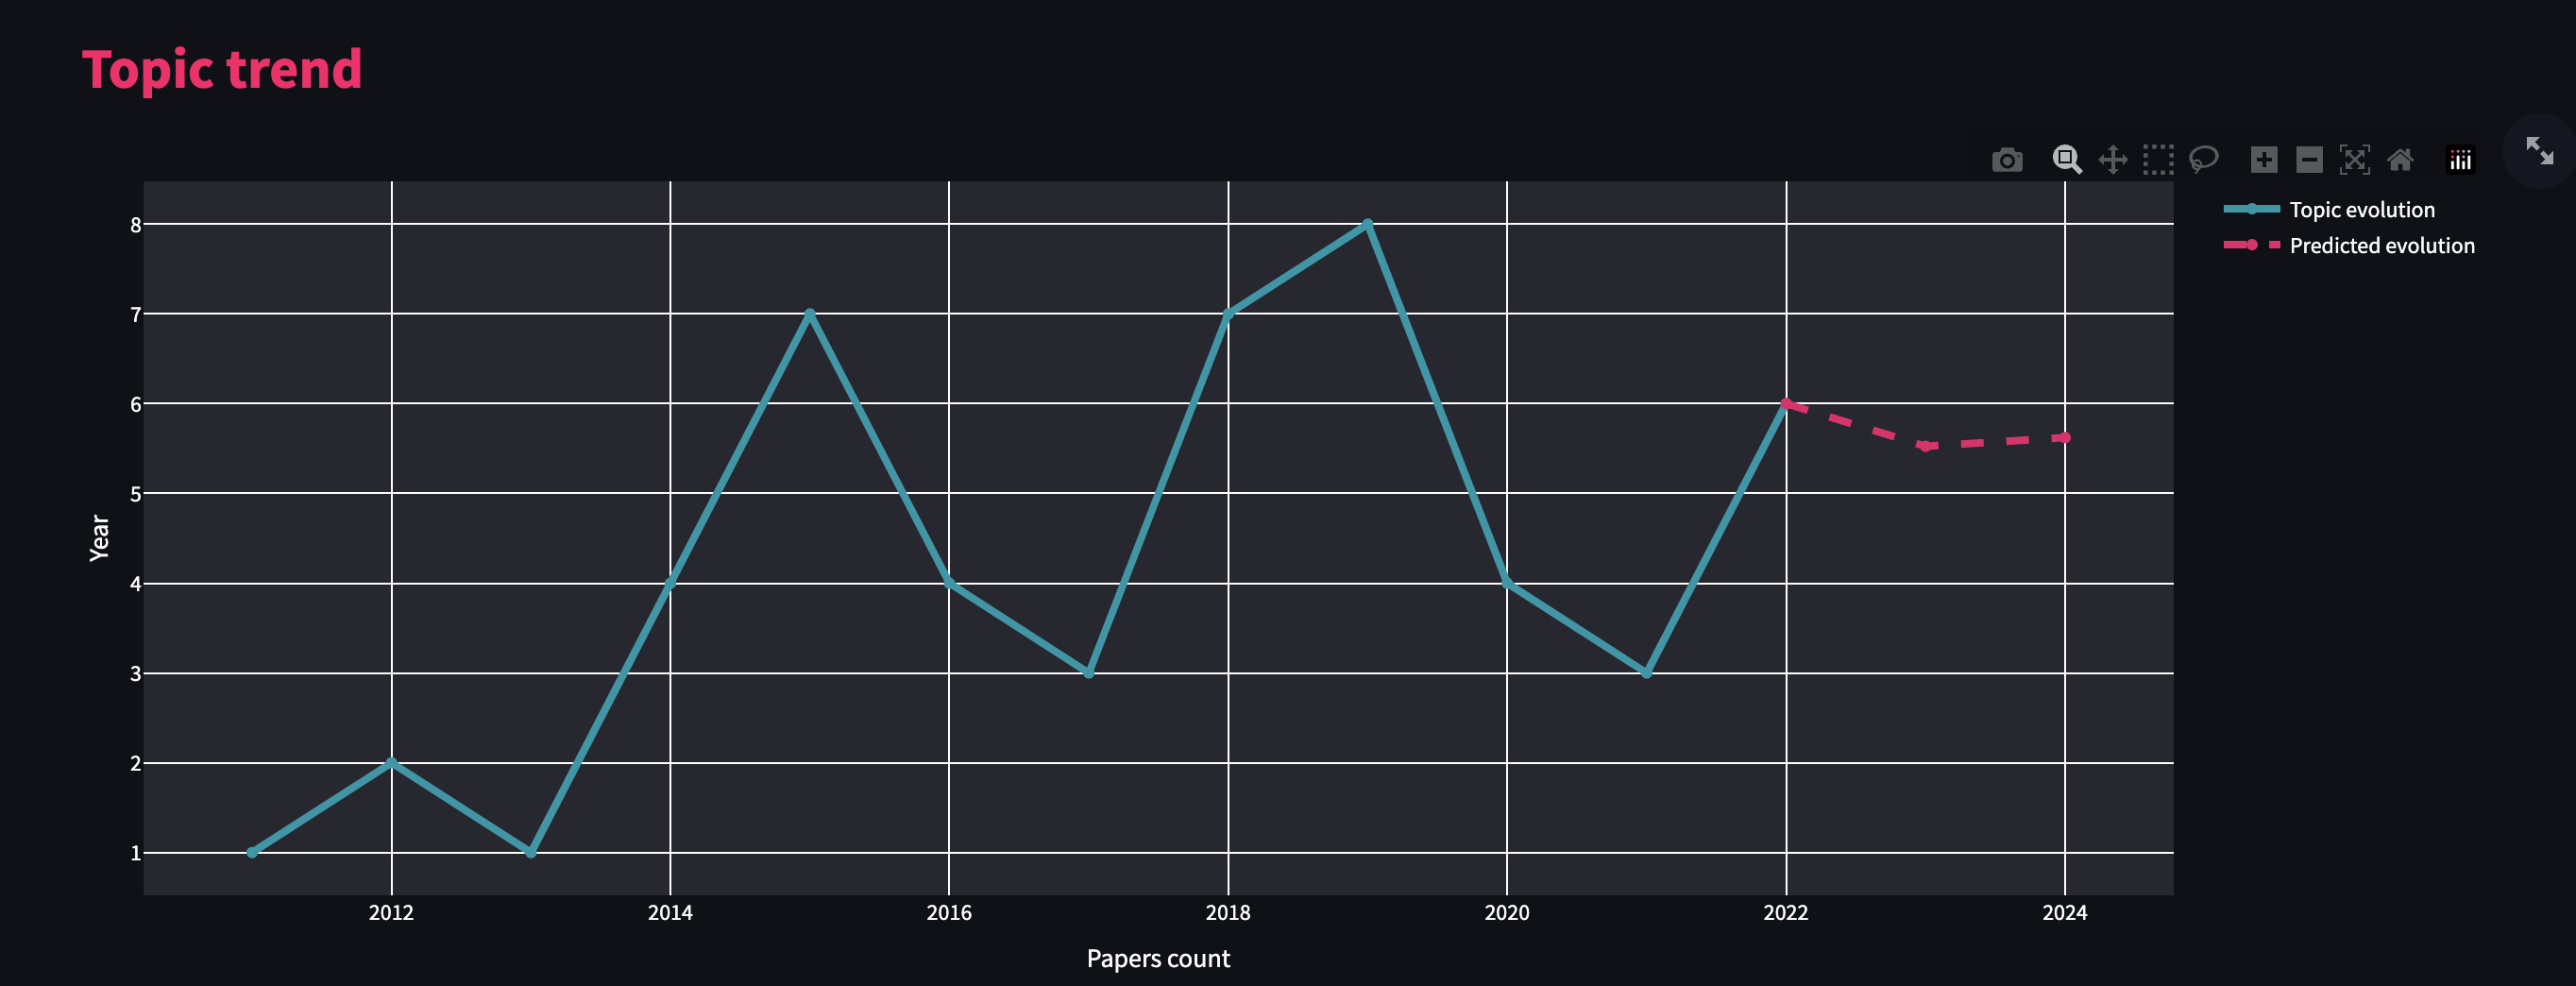 Topic trend
Topic evolution
Predicted evolution
8
7
6
5
4
3
2
1
Year
2012 2014 2016 2018 2020 2022 2024
Papers count